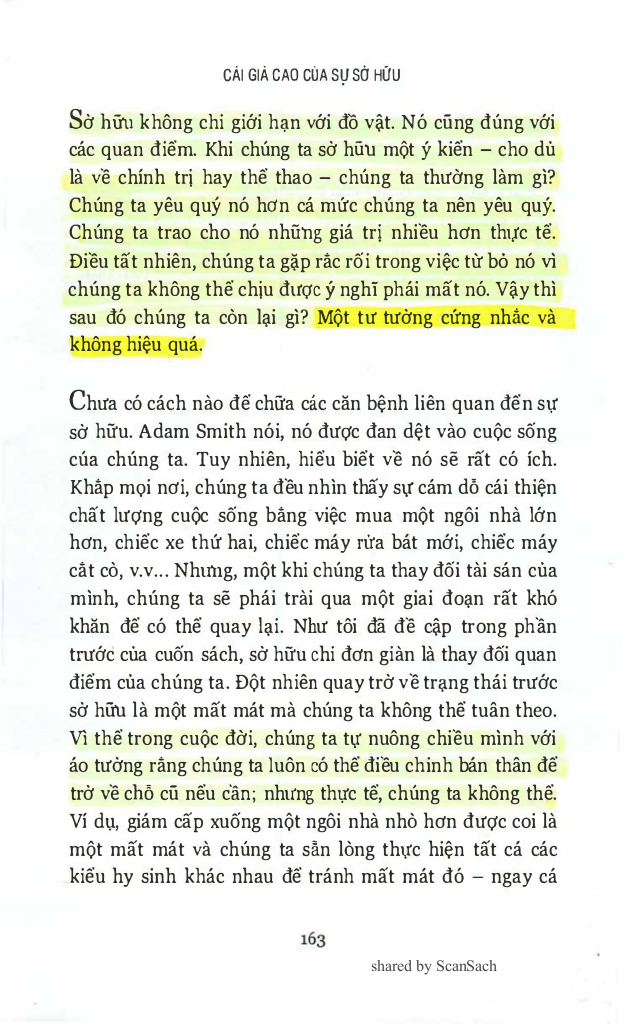 CẢI GIÁ CAO CỦA SỰ SỞ HỮU
Sở hữu không chỉ giới hạn với đồ vật. Nó cũng đúng với
các quan điểm. Khi chúng ta sở hữu một ý kiến – cho dù
là về chính trị hay thể thao – chúng ta thường làm gì?
Chúng ta yêu quý nó hơn cả mức chúng ta nên yêu quý.
Chúng ta trao cho nó những giá trị nhiều hơn thực tế.
Điều tất nhiên, chúng ta gặp rắc rối trong việc từ bỏ nó vì
chúng ta không thể chịu được ý nghĩ phải mất nó. Vậy thì
sau đó chúng ta còn lại gì? Một tư tưởng cứng nhắc và
không hiệu quả.
Chưa có cách nào để chữa các căn bệnh liên quan đến sự
sở hữu. Adam Smith nói, nó được đan dệt vào cuộc sống
của chúng ta. Tuy nhiên, hiểu biết về nó sẽ rất có ích.
Khắp mọi nơi, chúng ta đều nhìn thấy sự cám dỗ cải thiện
chất lượng cuộc sống bằng việc mua một ngôi nhà lớn
hơn, chiếc xe thứ hai, chiếc máy rửa bát mới, chiếc máy
cắt cỏ, v.v... Nhưng, một khi chúng ta thay đổi tài sản của
mình, chúng ta sẽ phải trải qua một giai đoạn rất khó
khăn để có thể quay lại. Như tôi đã đề cập trong phần
trước của cuốn sách, sở hữu chỉ đơn giản là thay đổi quan
điểm của chúng ta. Đột nhiên quay trở về trạng thái trước
sở hữu là một mất mát mà chúng ta không thể tuân theo.
Vì thế trong cuộc đời, chúng ta tự nuông chiều mình với
ảo tưởng rằng chúng ta luôn có thể điều chỉnh bản thân để
trở về chỗ cũ nếu cần; nhưng thực tế, chúng ta không thể.
Ví dụ, giám cấp xuống một ngôi nhà nhỏ hơn được coi là
một mất mát và chúng ta sẵn lòng thực hiện tất cả các
kiểu hy sinh khác nhau để tránh mất mát đó – ngay cả
163
shared by ScanSach